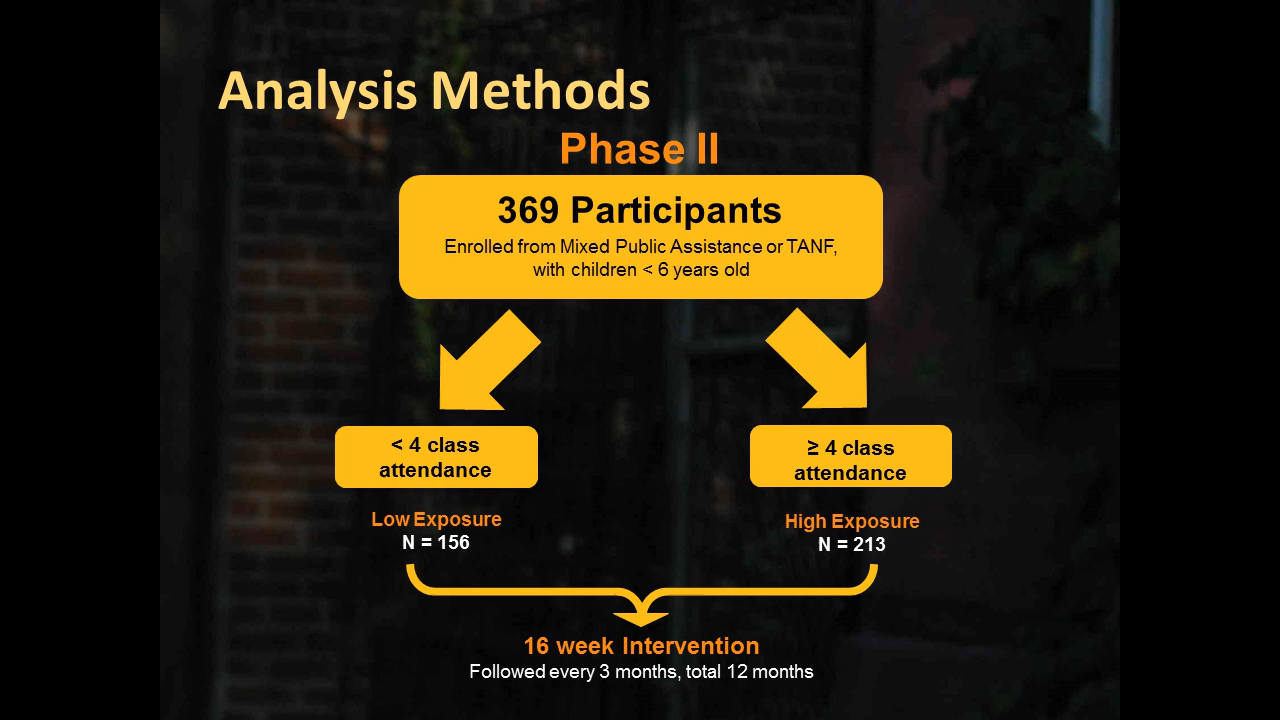 Analysis Methods
Phase II
369 Participants
Enrolled from Mixed Public Assistance or TANF,
with children < 6 years old
< 4 class
attendance
≥ 4 class
attendance
Low Exposure
N = 156
High Exposure
N = 213
16 week Intervention
Followed every 3 months, total 12 months